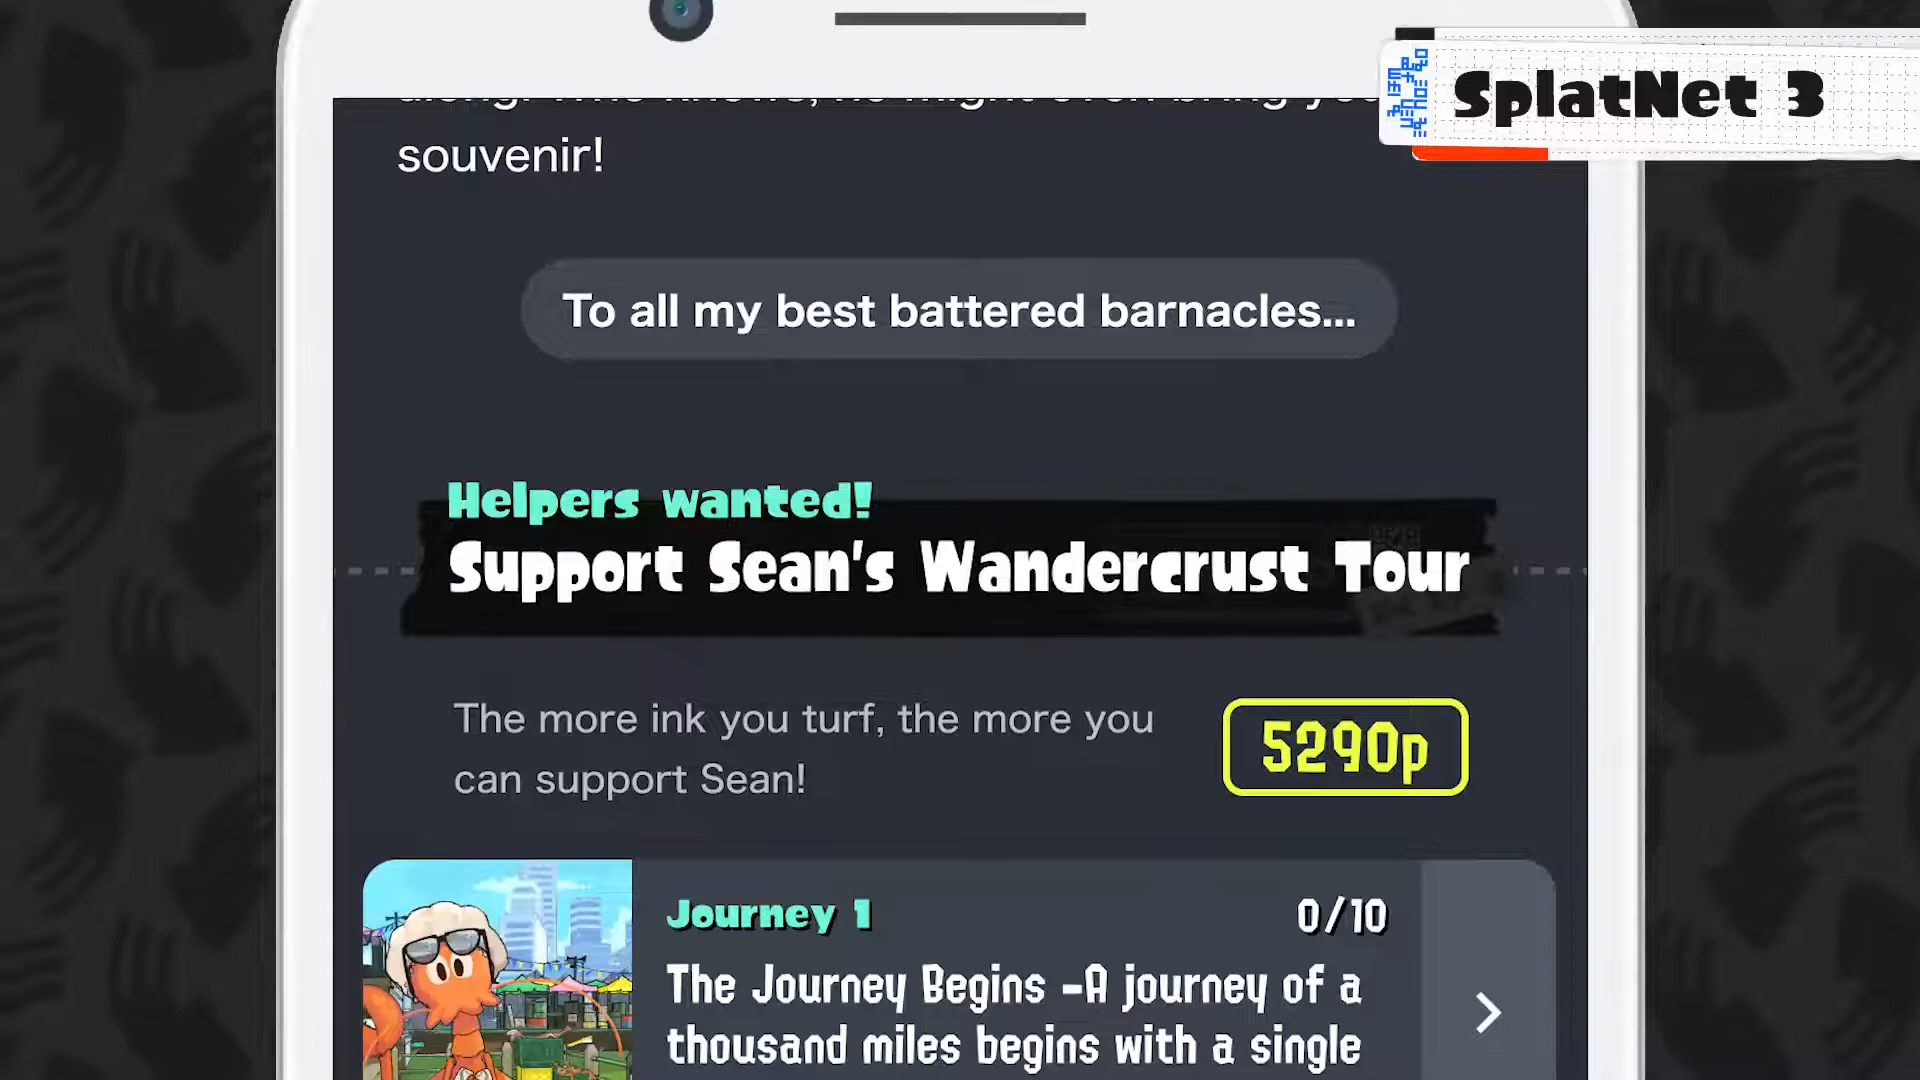 SplatNet 3
souvenir!
To all my best battered barnacles...
Helpers wanted!
Support Sean's Wandercrust Tour
The more ink you turf, the more you
can support Sean!
5290p
Journey 1
0/10
The Journey Begins -A journey of a
thousand miles begins with a single